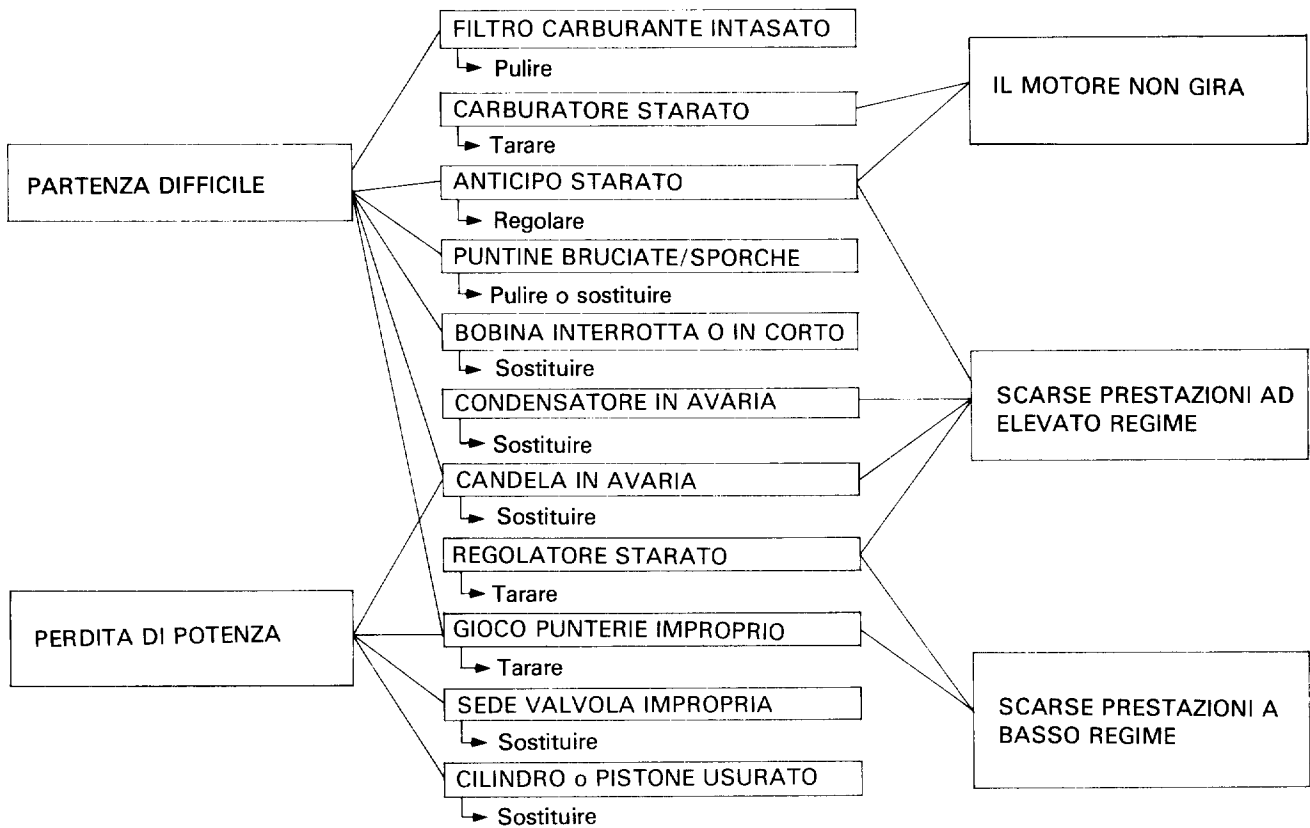 PARTENZA DIFFICILE
PERDITA DI POTENZA
FILTRO CARBURANTE INTASATO
Pulire
CARBURATORE STARATO
Tarare
ANTICIPO STARATO
Regolare
PUNTINE BRUCIATE/SPORCHE
Pulire o sostituire
BOBINA INTERROTTA O IN CORTO
Sostituire
CONDENSATORE IN AVARIA
Sostituire
CANDELA IN AVARIA
Sostituire
REGOLATORE STARATO
Tarare
GIOCO PUNTERIE IMPROPRIO
Tarare
SEDE VALVOLA IMPROPRIA
Sostituire
CILINDRO o PISTONE USURATO
Sostituire
IL MOTORE NON GIRA
SCARSE PRESTAZIONI AD
ELEVATO REGIME
SCARSE PRESTAZIONI A
BASSO REGIME